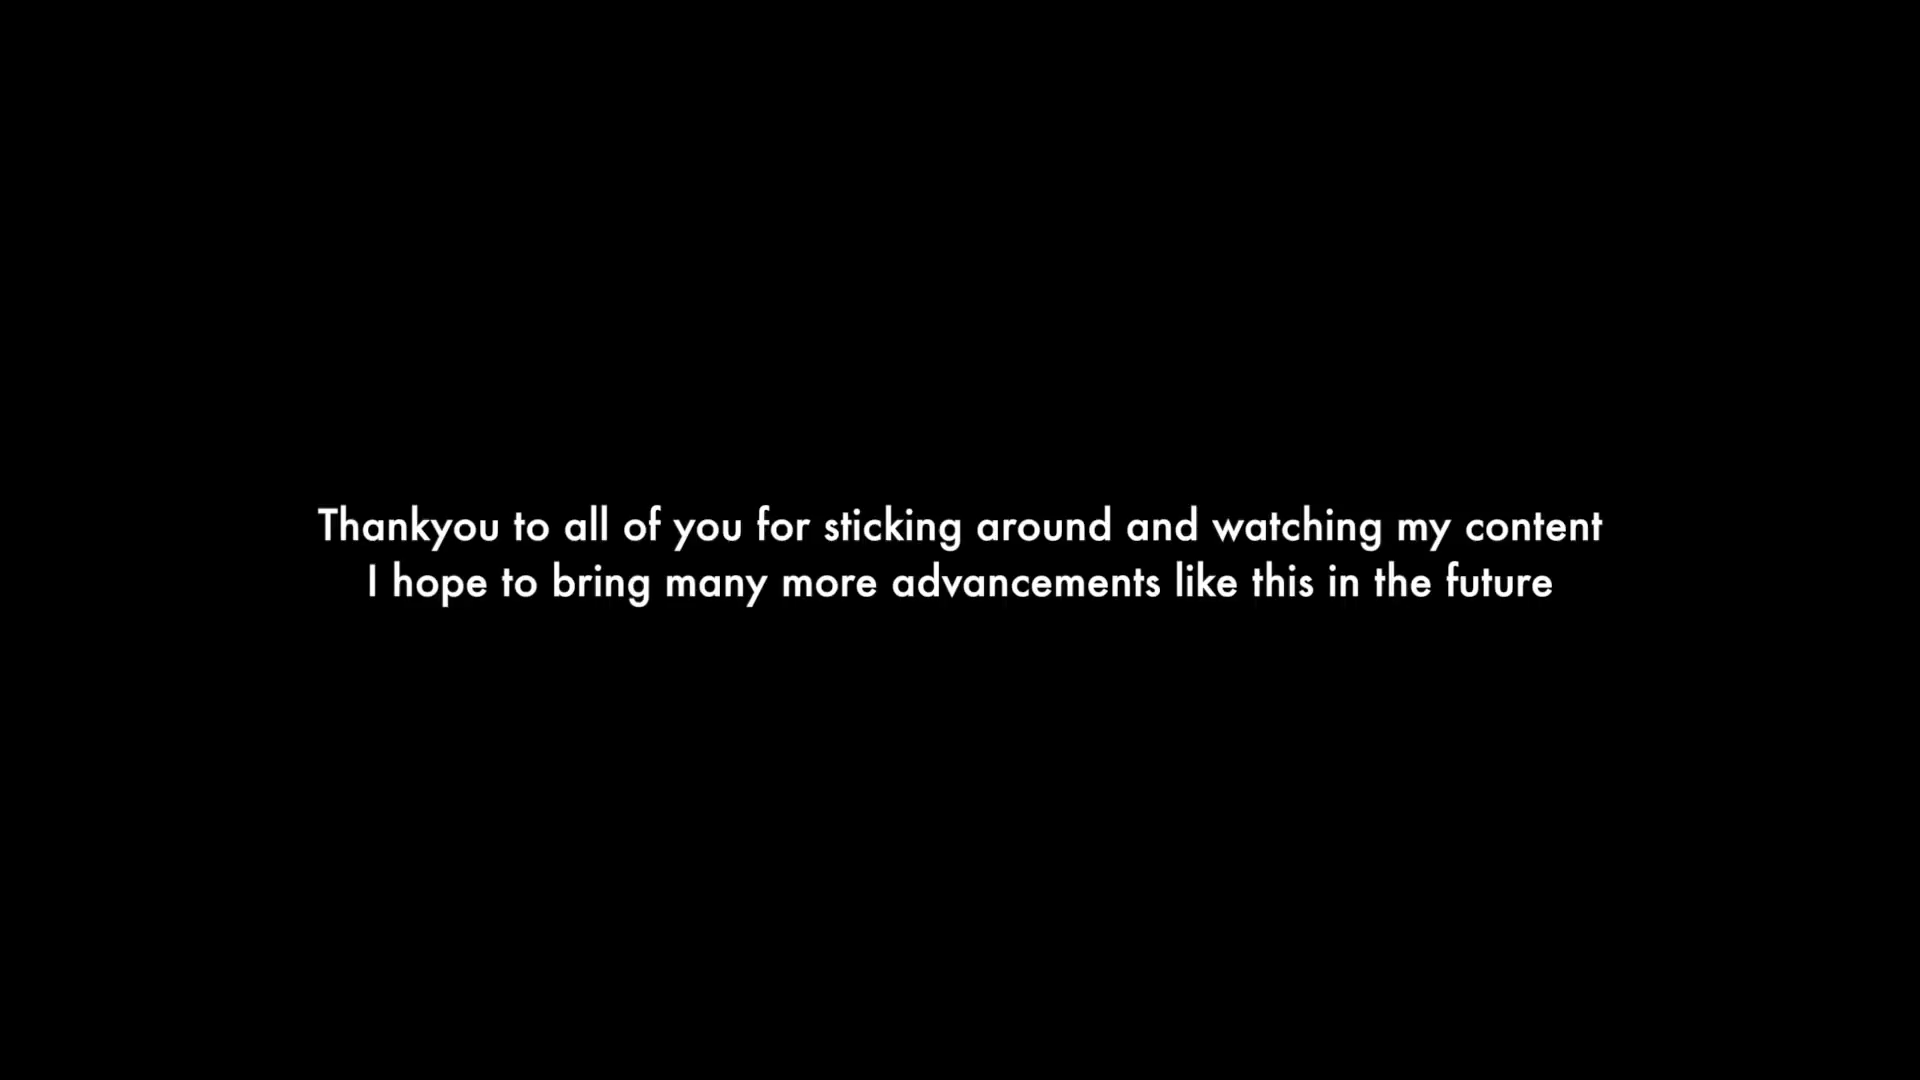 Thankyou to all of you for sticking around and watching my content
I hope to bring many more advancements like this in the future